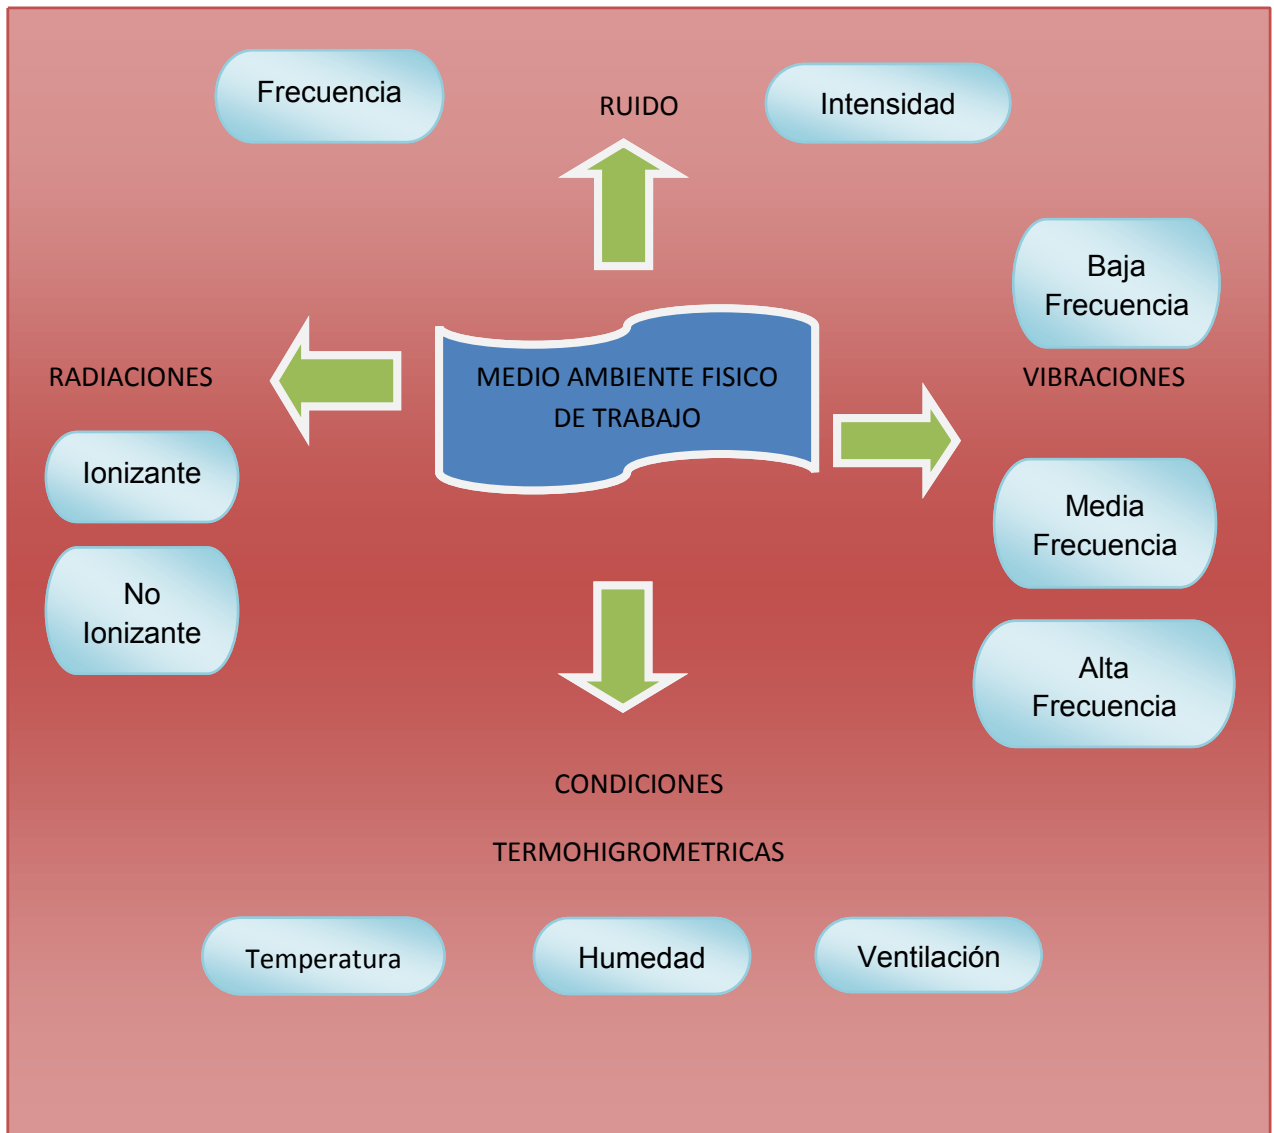 Frecuencia
RUIDO
Intensidad
Baja
Frecuencia
RADIACIONES
MEDIO AMBIENTE FISICO
DE TRABAJO
VIBRACIONES
Ionizante
No
Ionizante
Media
Frecuencia
Alta
Frecuencia
CONDICIONES
TERMOHIGROMETRICAS
Temperatura
Humedad
Ventilación